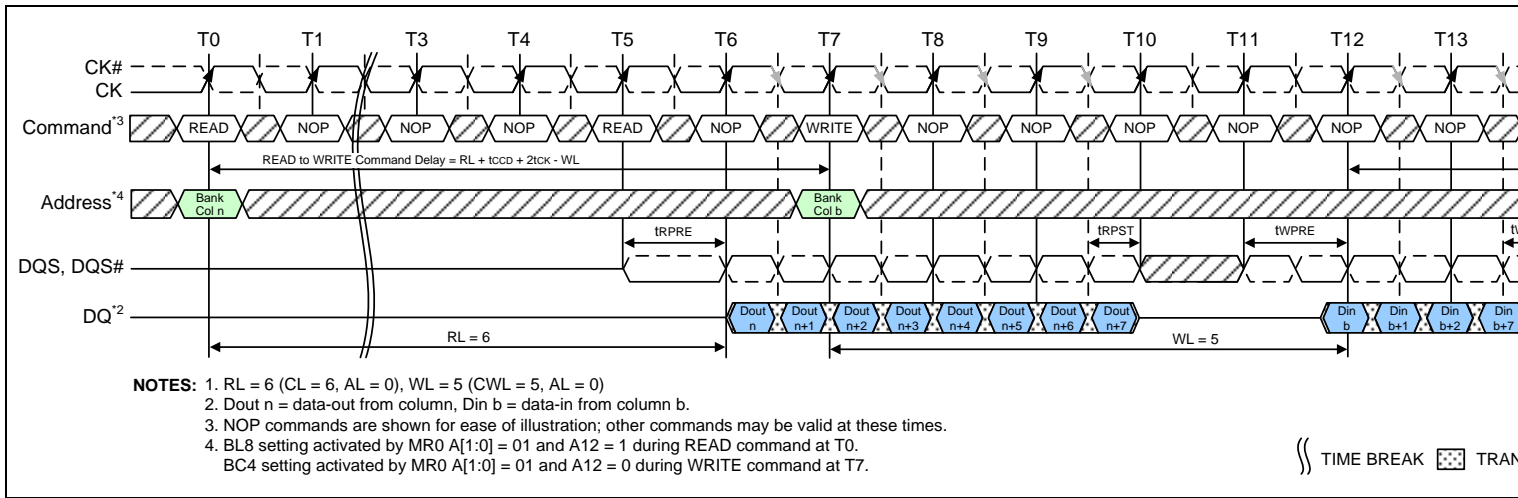 T0 T1 T3 T4 T5 T6 T7 T8 T9 T10 T11 T12 T13
CK#
CK
Command*3 READ NOP NOP NOP READ NOP WRITE NOP NOP NOP NOP NOP NOP
READ to WRITE Command Delay = RL + tCCD + 2tCK - WL
Address*4 Bank Col n Bank Col b
tRPRE tRPST tWPRE
DQS, DQS#
DQ*2 Dout n Dout n+1 Dout n+2 Dout n+3 Dout n+4 Dout n+5 Dout n+6 Dout n+7 Din b Din b+1 Din b+2 Din b+7
RL = 6 WL = 5
NOTES: 1. RL = 6 (CL = 6, AL = 0), WL = 5 (CWL = 5, AL = 0)
2. Dout n = data-out from column, Din b = data-in from column b.
3. NOP commands are shown for ease of illustration; other commands may be valid at these times.
4. BL8 setting activated by MR0 A[1:0] = 01 and A12 = 1 during READ command at T0.
BC4 setting activated by MR0 A[1:0] = 01 and A12 = 0 during WRITE command at T7.
TIME BREAK TRAN